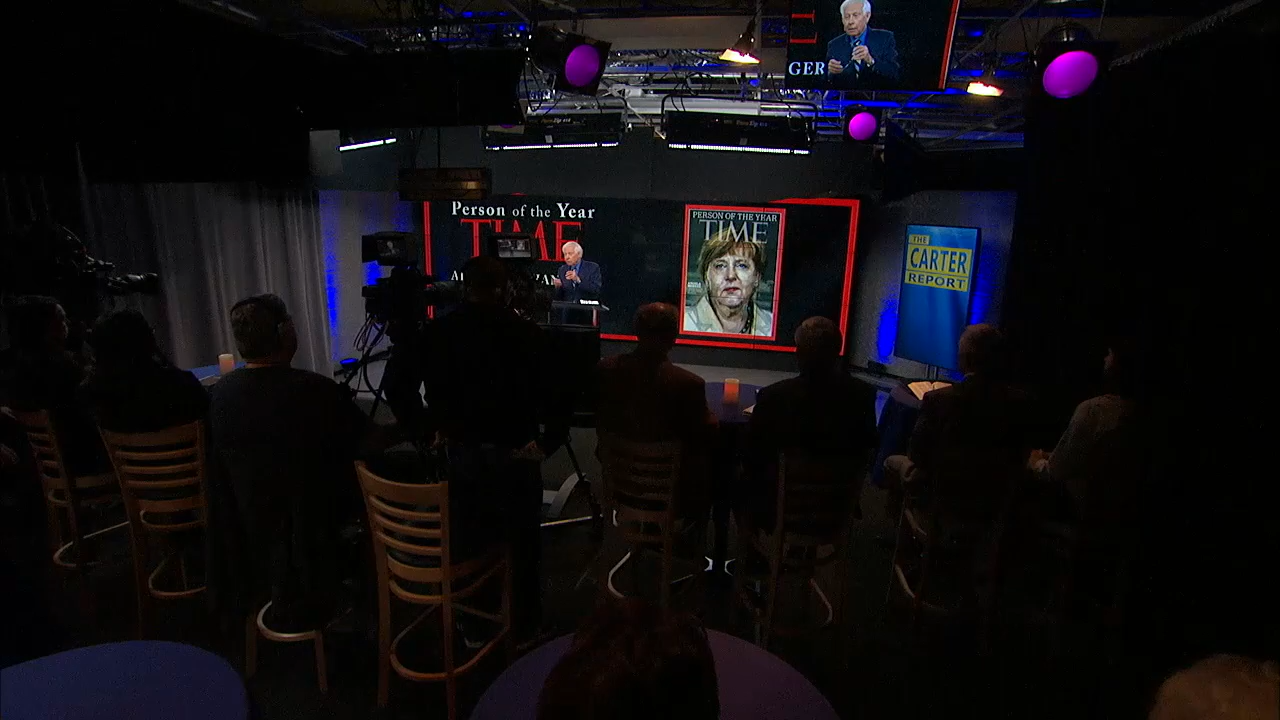 GER
Person of the Year
TIME
PERSON OF THE YEAR
TIME
THE
CARTER
REPORT